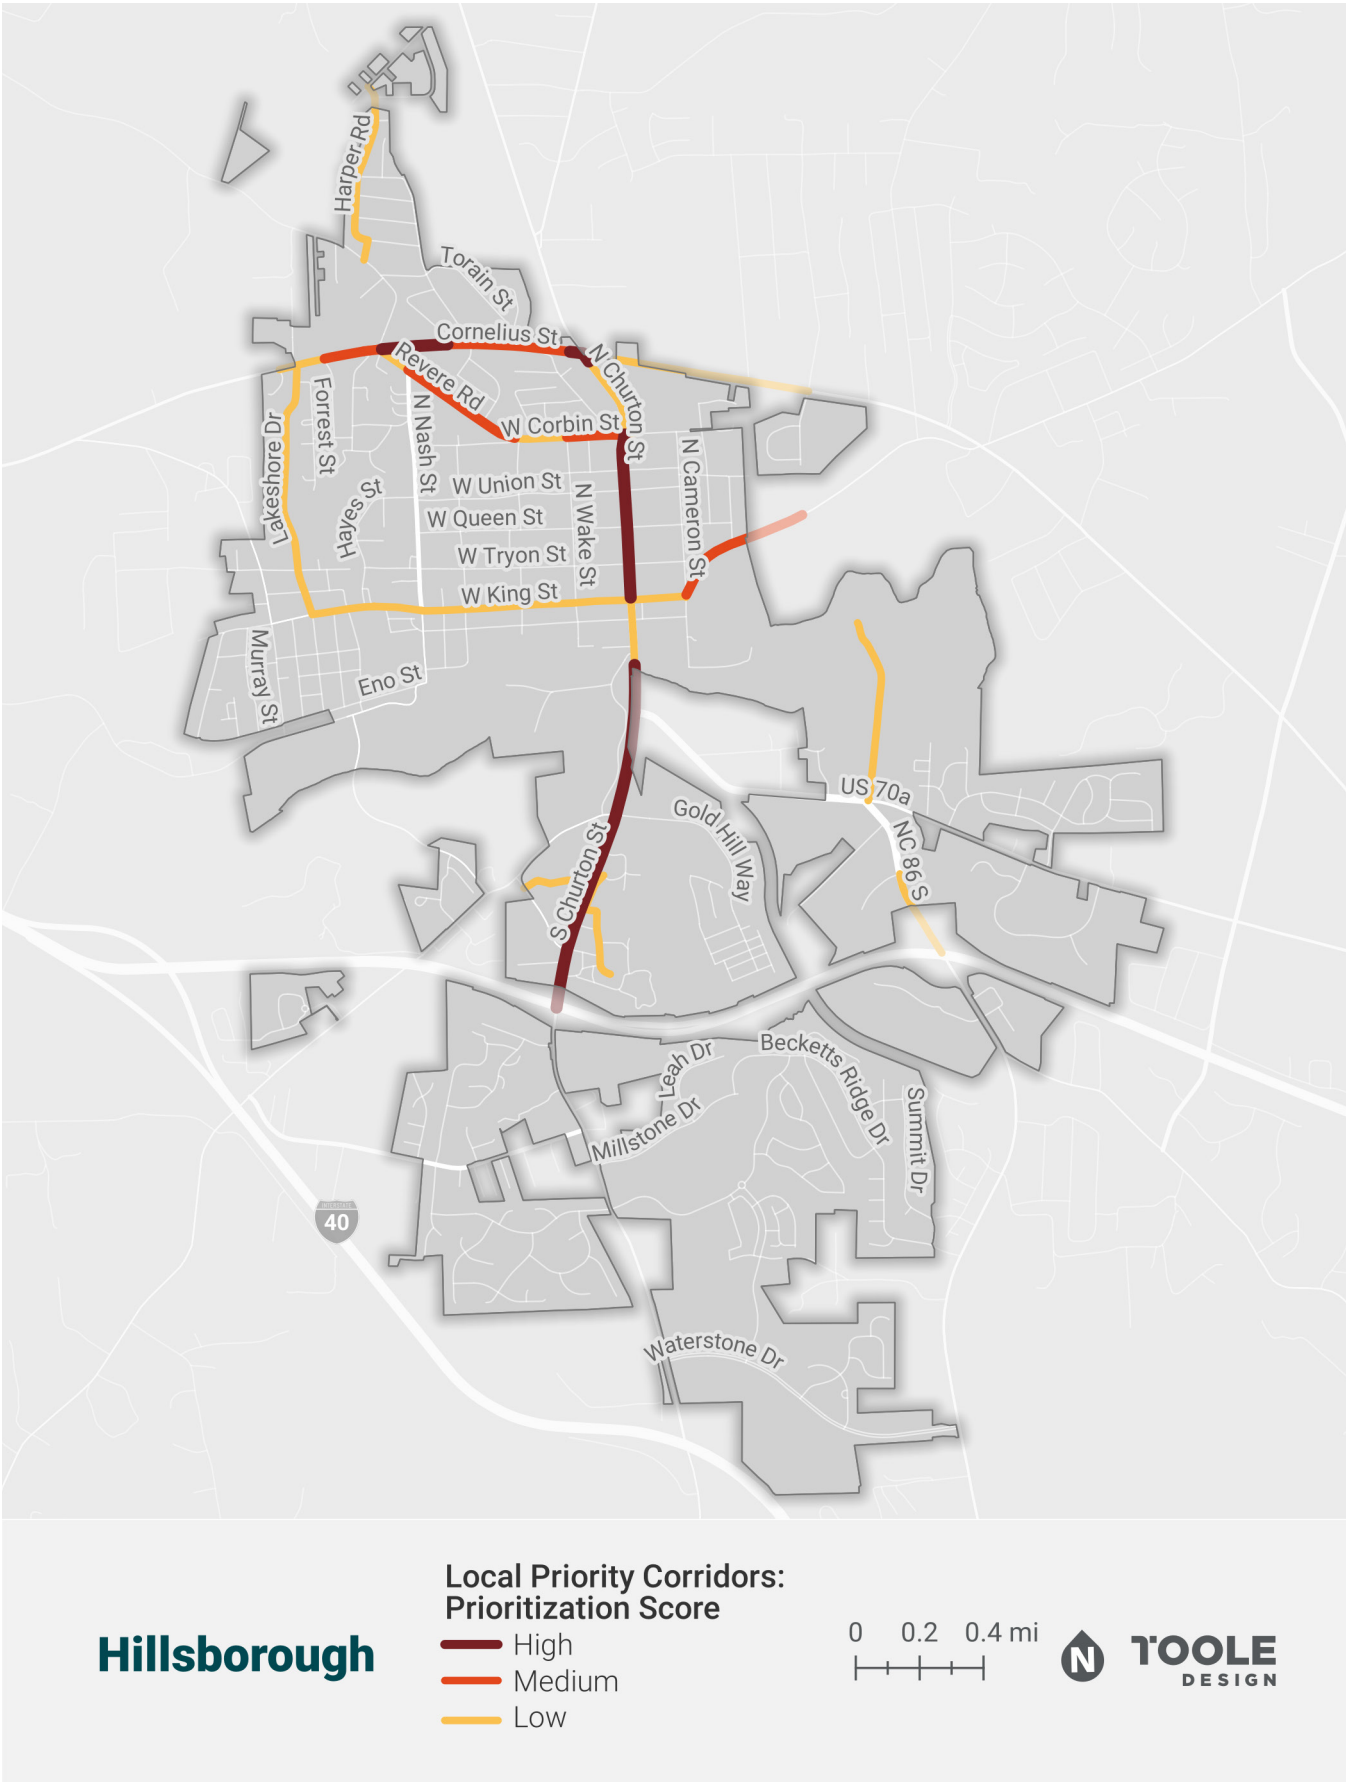 Harper Rd
Torain St
Cornelius St
N Churton St
Revere Rd
W Corbin St
Forrest St
N Nash St
Lakeshore Dr
Hayes St
W Union St
N Wake St
N Cameron St
W Queen St
W Tryon St
W King St
Murray St
Eno St
US 70a
Gold Hill Way
NC 86 S
S Churton St
Leah Dr
Becketts Ridge Dr
Millstone Dr
Summit Dr
INTERSTATE
40
Waterstone Dr
Local Priority Corridors:
Prioritization Score
High
Medium
Low
Hillsborough
0 0.2 0.4 mi
N
TOOLE
DESIGN